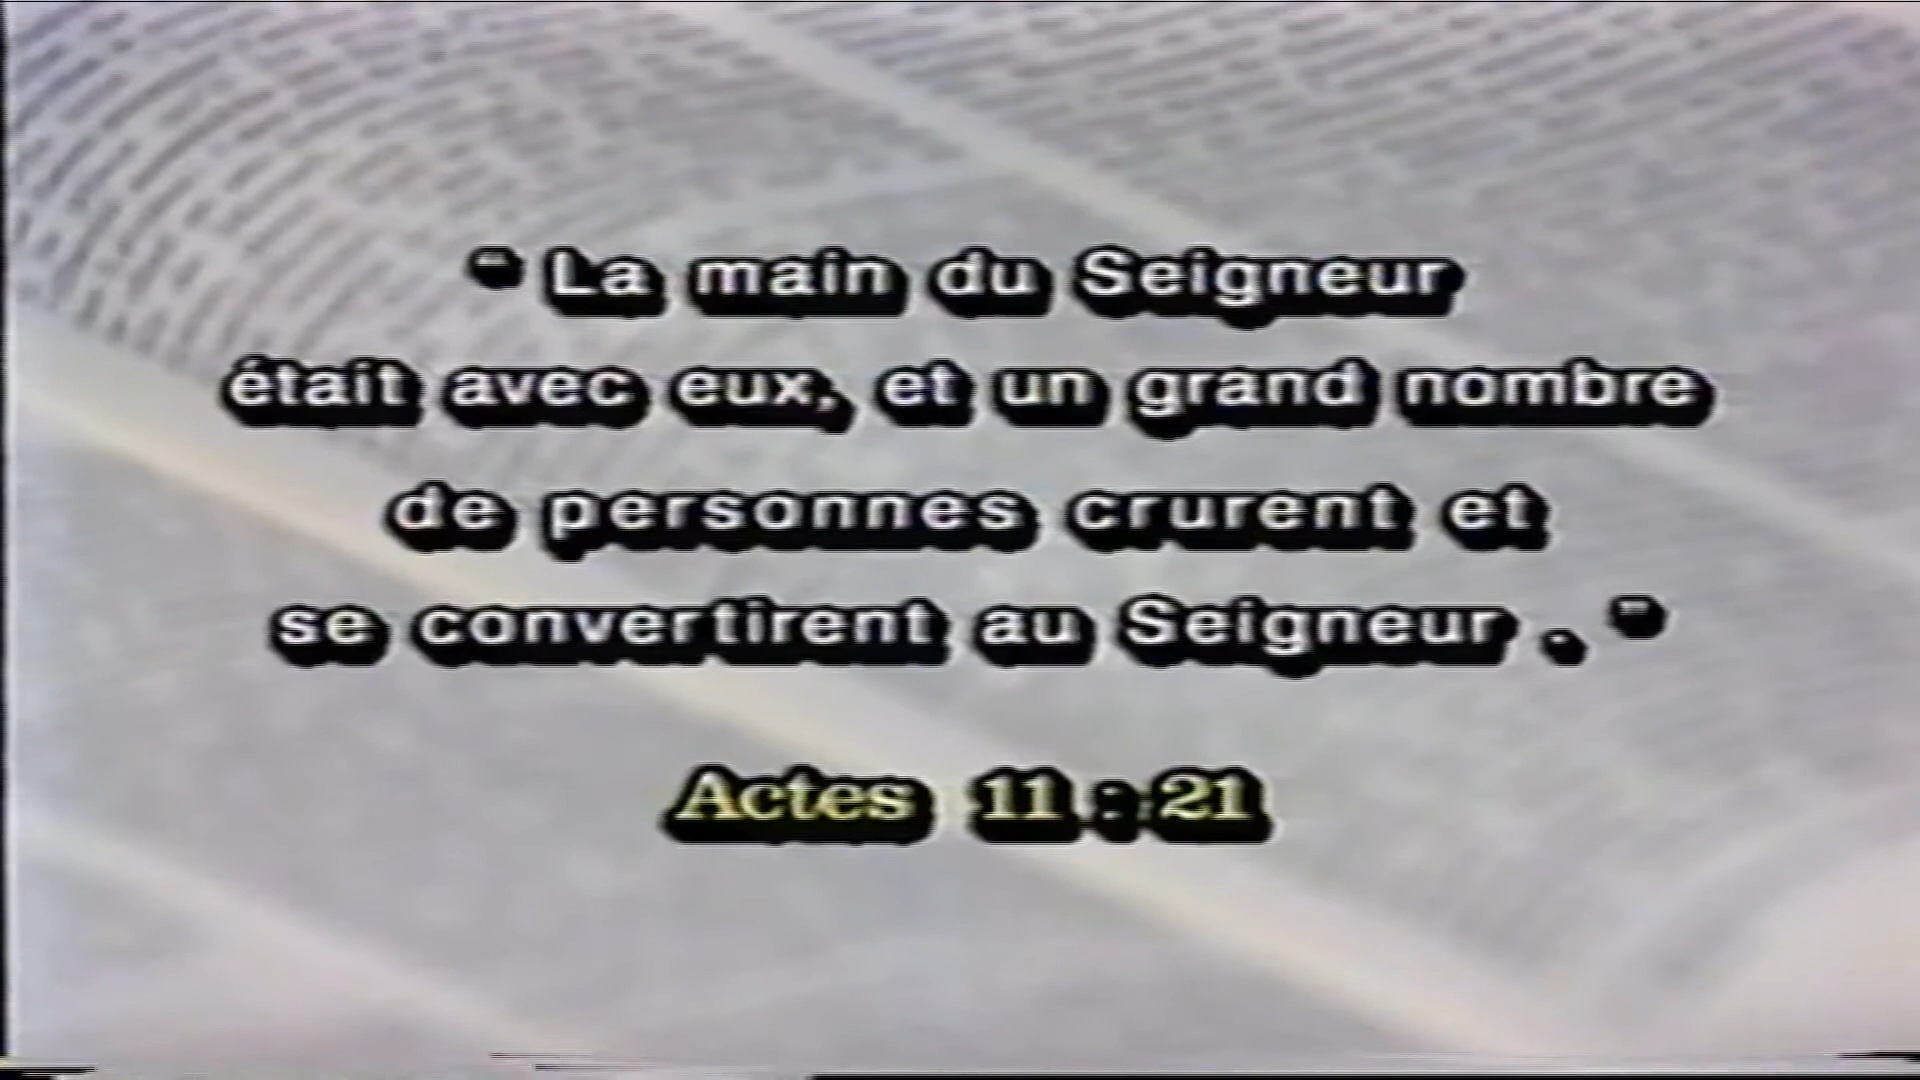 " La main du Seigneur
était avec eux, et un grand nombre
de personnes crurent et
se convertirent au Seigneur . "
Actes 11 : 21